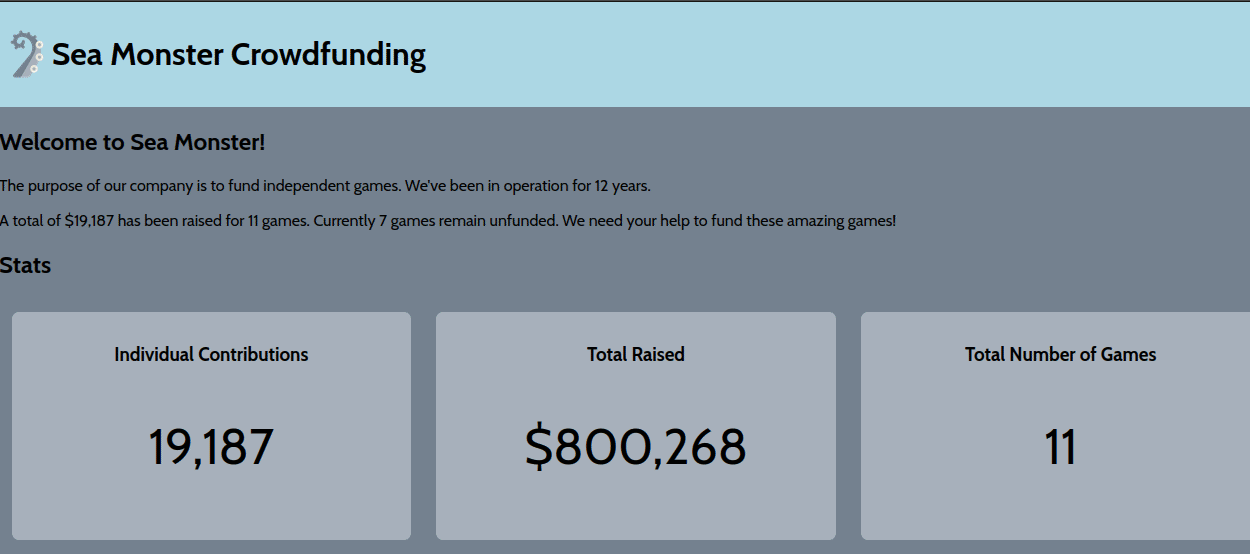 Sea Monster Crowdfunding
Welcome to Sea Monster!
The purpose of our company is to fund independent games. We've been in operation for 12 years.
A total of $19,187 has been raised for 11 games. Currently 7 games remain unfunded. We need your help to fund these amazing games!
Stats
Individual Contributions
19,187
Total Raised
$800,268
Total Number of Games
11